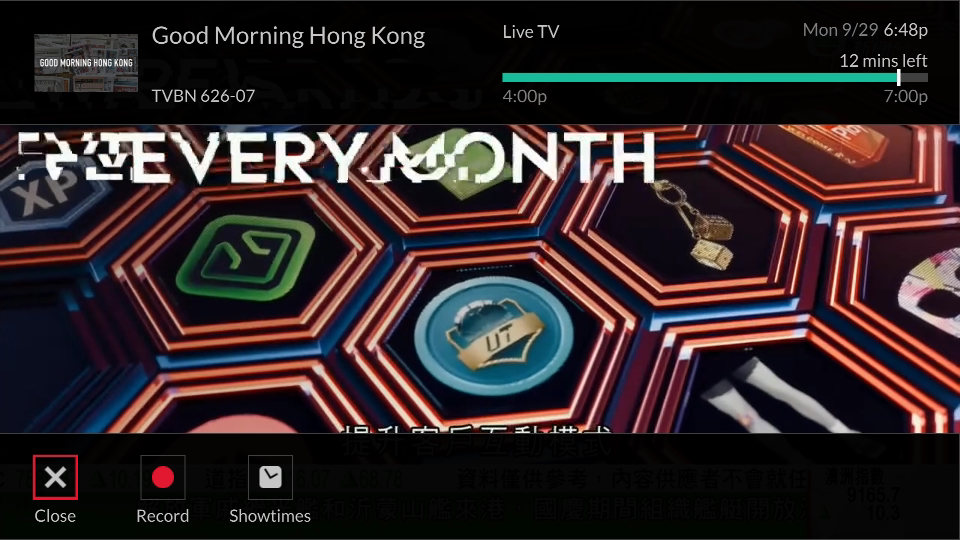 Good Morning Hong Kong
GOOD MORNING HONG KONG
TVBN 626-07
Live TV
Mon 9/29 6:48p
12 mins left
4:00p
7:00p
EVERY MONTH
XP
UT
提升客戶互動模式
資料僅供參考．內容供應者不會就任
9165.7
10.3
Close
Record
Showtimes